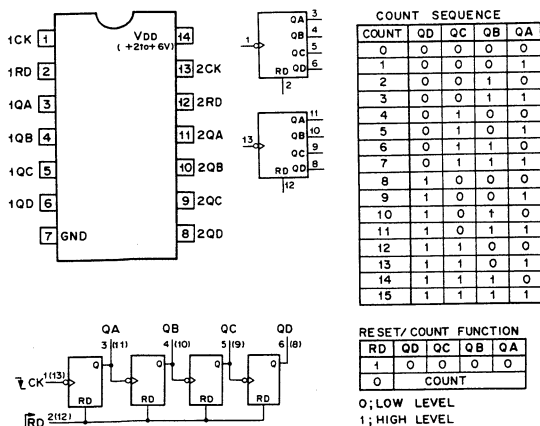 1CK 1
1RD 2
1QA 3
1QB 4
1QC 5
1QD 6
7 GND
VDD
(+2to+6V)
14
13 2CK
12 2RD
11 2QA
10 2QB
9 2QC
8 2QD
1
QA 3
QB 4
QC 5
QD 6
RD
2
13
QA 11
QB 10
QC 9
QD 8
RD
12
COUNT SEQUENCE
COUNT QD QC QB QA
0 0 0 0 0
1 0 0 0 1
2 0 0 1 0
3 0 0 1 1
4 0 1 0 0
5 0 1 0 1
6 0 1 1 0
7 0 1 1 1
8 1 0 0 0
9 1 0 0 1
10 1 0 1 0
11 1 0 1 1
12 1 1 0 0
13 1 1 0 1
14 1 1 1 0
15 1 1 1 1
QA QB QC QD
3 (11) 4 (10) 5 (9) 6 (8)
CK 1(13)
Q Q Q Q
RD RD RD RD
RD 2(12)
RESET/COUNT FUNCTION
RD QD QC QB QA
1 0 0 0 0
0 COUNT
0; LOW LEVEL
1; HIGH LEVEL